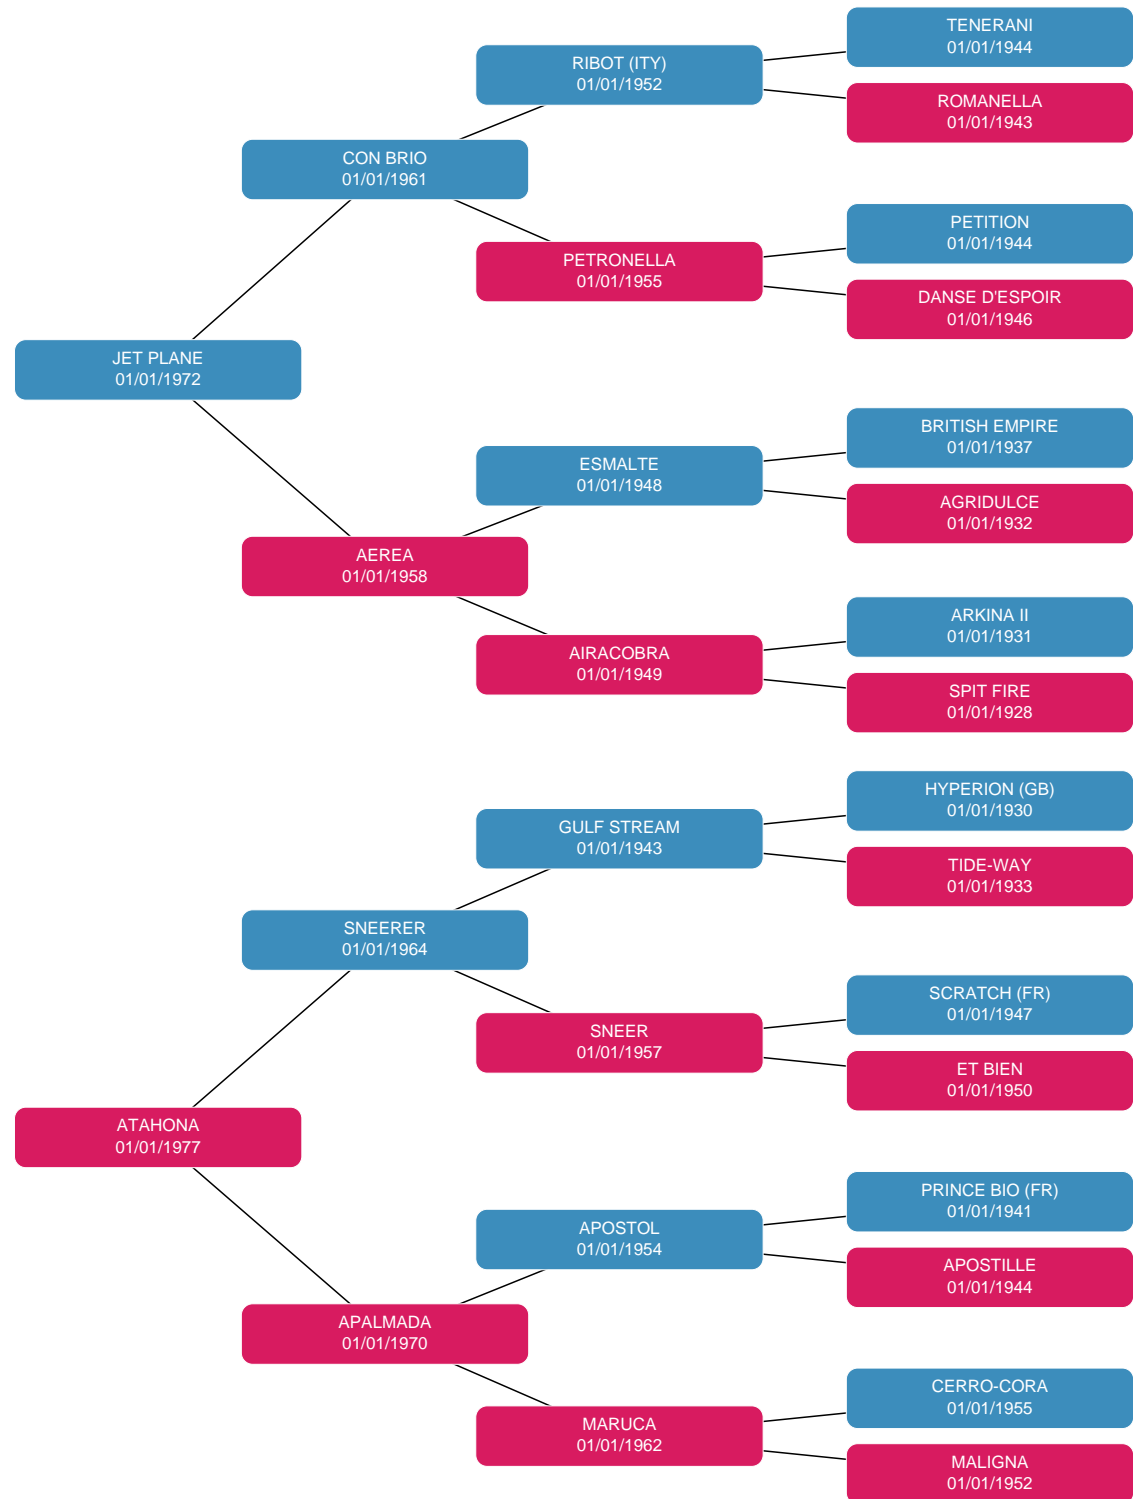 TENERANI
01/01/1944
RIBOT (ITY)
01/01/1952
ROMANELLA
01/01/1943
CON BRIO
01/01/1961
PETITION
01/01/1944
PETRONELLA
01/01/1955
DANSE D'ESPOIR
01/01/1946
JET PLANE
01/01/1972
BRITISH EMPIRE
01/01/1937
ESMALTE
01/01/1948
AGRIDULCE
01/01/1932
AEREA
01/01/1958
ARKINA II
01/01/1931
AIRACOBRA
01/01/1949
SPIT FIRE
01/01/1928
HYPERION (GB)
01/01/1930
GULF STREAM
01/01/1943
TIDE-WAY
01/01/1933
SNEERER
01/01/1964
SCRATCH (FR)
01/01/1947
SNEER
01/01/1957
ET BIEN
01/01/1950
ATAHONA
01/01/1977
PRINCE BIO (FR)
01/01/1941
APOSTOL
01/01/1954
APOSTILLE
01/01/1944
APALMADA
01/01/1970
CERRO-CORA
01/01/1955
MARUCA
01/01/1962
MALIGNA
01/01/1952